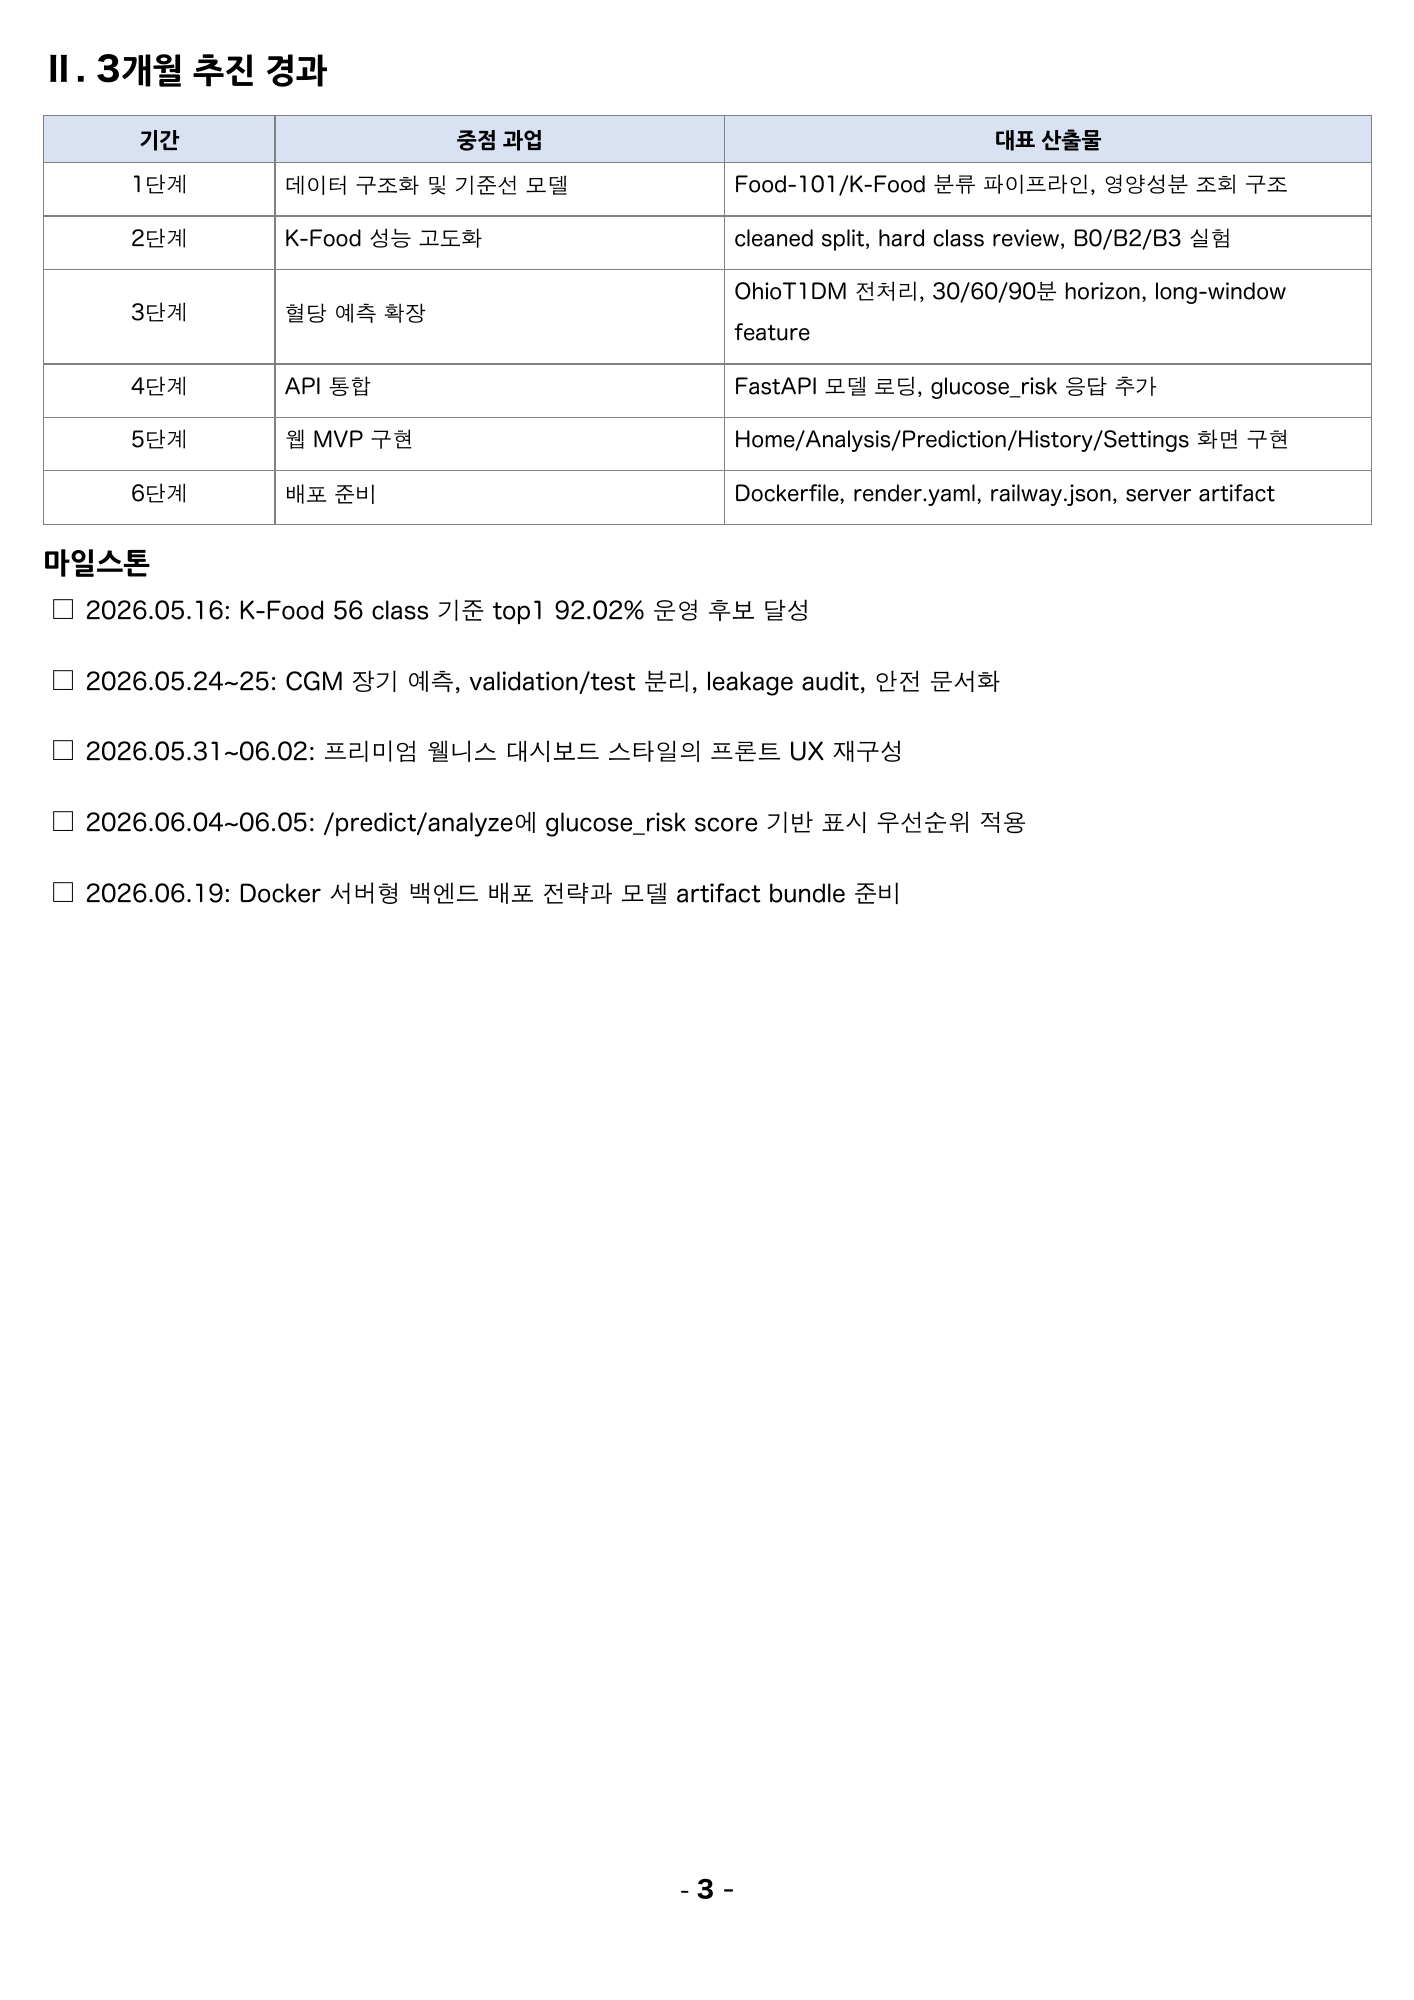 Ⅱ. 3개월 추진 경과
기간 중점 과업 대표 산출물
1단계 데이터 구조화 및 기준선 모델 Food-101/K-Food 분류 파이프라인, 영양성분 조회 구조
2단계 K-Food 성능 고도화 cleaned split, hard class review, B0/B2/B3 실험
3단계 혈당 예측 확장 OhioT1DM 전처리, 30/60/90분 horizon, long-window
feature
4단계 API 통합 FastAPI 모델 로딩, glucose_risk 응답 추가
5단계 웹 MVP 구현 Home/Analysis/Prediction/History/Settings 화면 구현
6단계 배포 준비 Dockerfile, render.yaml, railway.json, server artifact
마일스톤
□ 2026.05.16: K-Food 56 class 기준 top1 92.02% 운영 후보 달성
□ 2026.05.24~25: CGM 장기 예측, validation/test 분리, leakage audit, 안전 문서화
□ 2026.05.31~06.02: 프리미엄 웰니스 대시보드 스타일의 프론트 UX 재구성
□ 2026.06.04~06.05: /predict/analyze에 glucose_risk score 기반 표시 우선순위 적용
□ 2026.06.19: Docker 서버형 백엔드 배포 전략과 모델 artifact bundle 준비
- 3 -